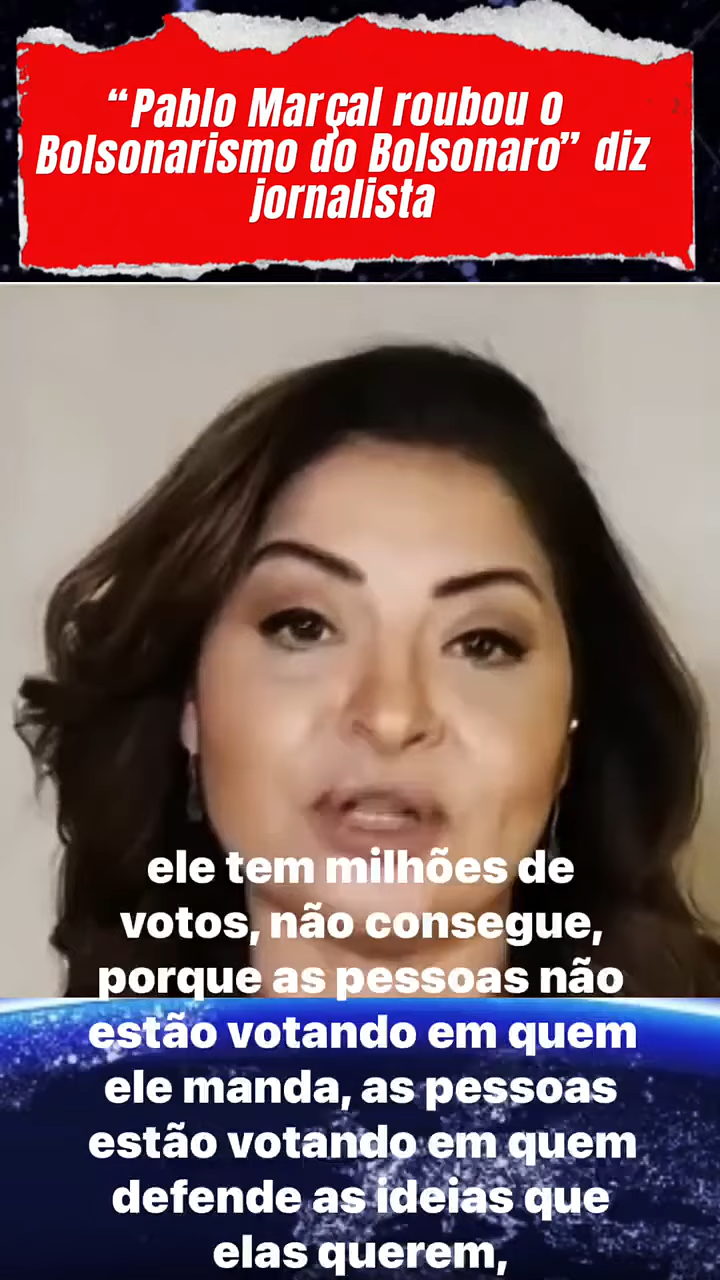 “Pablo Marçal roubou o
Bolsonarismo do Bolsonaro” diz
jornalista
ele tem milhões de
votos, não consegue,
porque as pessoas não
estão votando em quem
ele manda, as pessoas
estão votando em quem
defende as ideias que
elas querem,